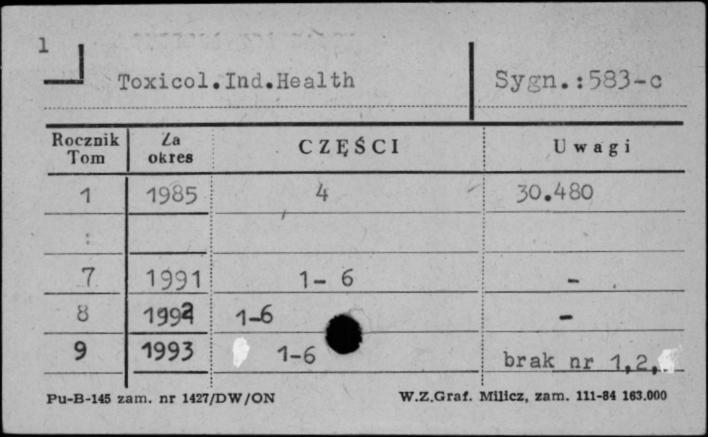 1
Toxicol.Ind.Health Sygn.:583-c
Rocznik Tom Za okres CZĘŚCI Uwagi
1 1985 4 30.480
:
7 1991 1- 6 -
8 1992 1-6 -
9 1993 1-6 brak nr 1,2,
Pu-B-145 zam. nr 1427/DW/ON W.Z.Graf. Milicz, zam. 111-84 163.000